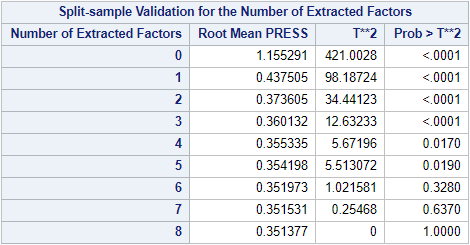 Split-sample Validation for the Number of Extracted Factors
Number of Extracted Factors Root Mean PRESS T**2 Prob > T**2
0 1.155291 421.0028 <.0001
1 0.437505 98.18724 <.0001
2 0.373605 34.44123 <.0001
3 0.360132 12.63233 <.0001
4 0.355335 5.67196 0.0170
5 0.354198 5.513072 0.0190
6 0.351973 1.021581 0.3280
7 0.351531 0.25468 0.6370
8 0.351377 0 1.0000